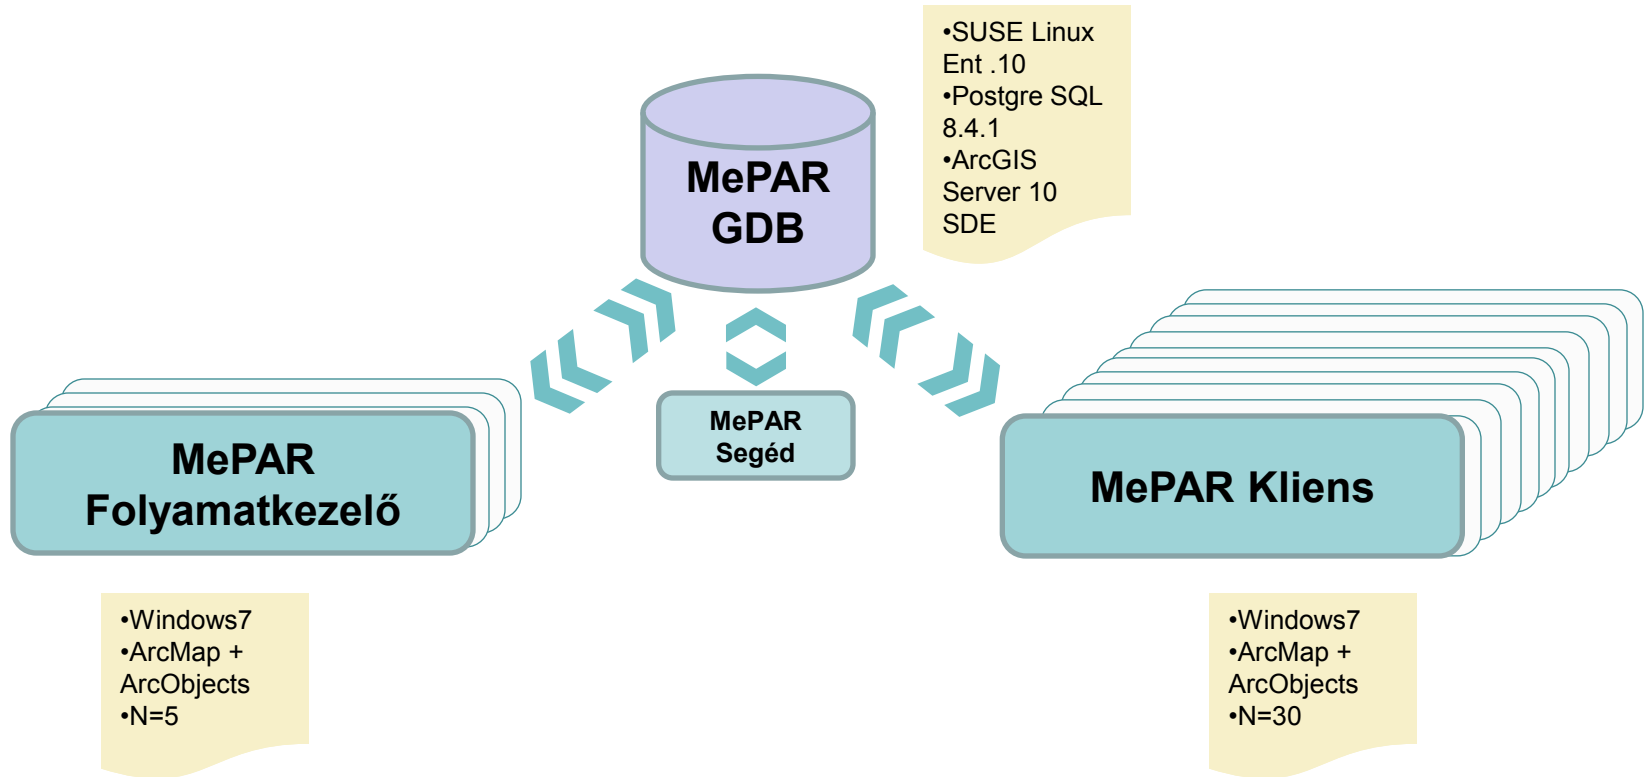 •SUSE Linux
Ent .10
•Postgre SQL
8.4.1
•ArcGIS
Server 10
SDE
MePAR
GDB
MePAR
Segéd
MePAR
Folyamatkezelő
MePAR Kliens
•Windows7
•ArcMap +
ArcObjects
•N=5
•Windows7
•ArcMap +
ArcObjects
•N=30